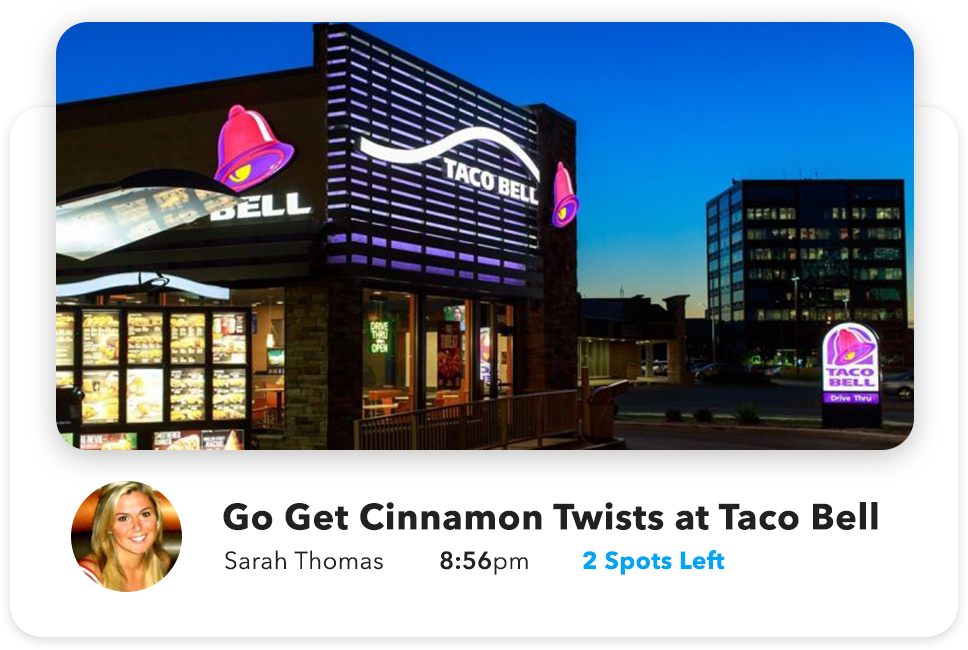 TACO BELL
BELL
DRIVE
THRU
OPEN
TACO
BELL
Drive Thru
Go Get Cinnamon Twists at Taco Bell
Sarah Thomas 8:56pm 2 Spots Left